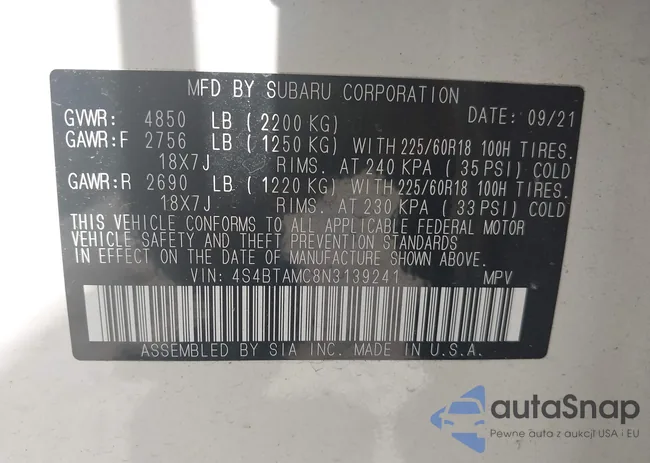 MFD BY SUBARU CORPORATION
GVWR: 4850 LB (2200 KG) DATE: 09/21
GAWR:F 2756 LB (1250 KG) WITH 225/60R18 100H TIRES.
18X7J RIMS. AT 240 KPA (35 PSI) COLD
GAWR:R 2690 LB (1220 KG) WITH 225/60R18 100H TIRES.
18X7J RIMS. AT 230 KPA (33 PSI) COLD
THIS VEHICLE CONFORMS TO ALL APPLICABLE FEDERAL MOTOR
VEHICLE SAFETY AND THEFT PREVENTION STANDARDS
IN EFFECT ON THE DATE OF MANUFACTURE SHOWN ABOVE.
VIN: 4S4BTAMC8N3139241 MPV
ASSEMBLED BY SIA INC. MADE IN U.S.A.
autoSnap
Pewne auta z aukcji USA i EU